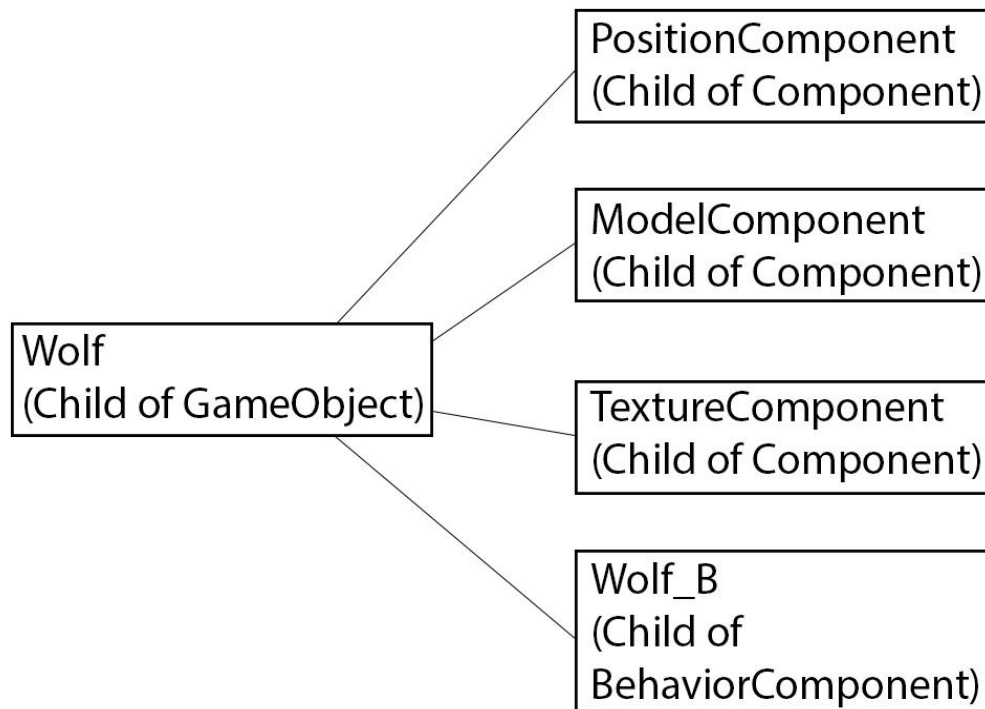 PositionComponent
(Child of Component)
ModelComponent
(Child of Component)
Wolf
(Child of GameObject)
TextureComponent
(Child of Component)
Wolf_B
(Child of
BehaviorComponent)